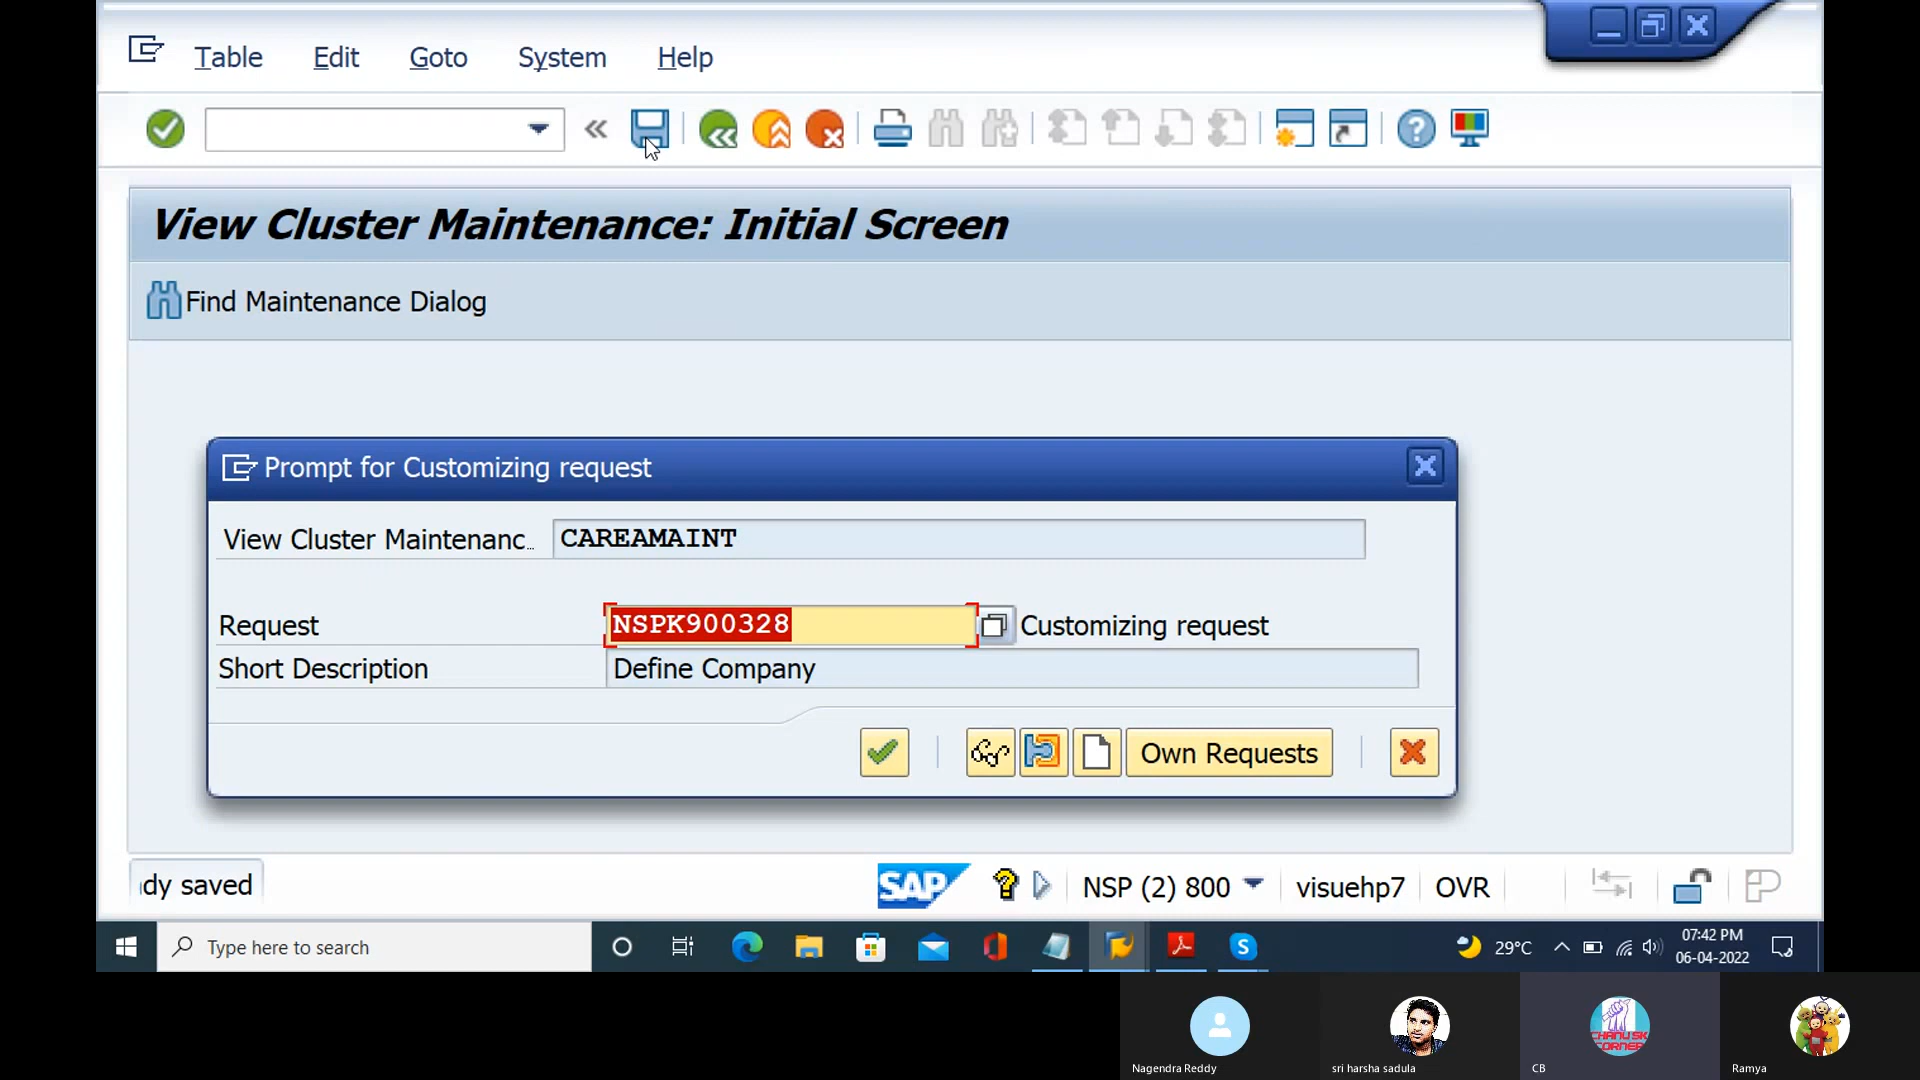 Table Edit Goto System Help
View Cluster Maintenance: Initial Screen
Find Maintenance Dialog
Prompt for Customizing request
View Cluster Maintenanc... CAREAMAINT
Request NSPK900328 Customizing request
Short Description Define Company
Own Requests
dy saved SAP NSP (2) 800 visuehp7 OVR
Type here to search 29°C 07:42 PM
06-04-2022
CHANU SK
CORNER
Nagendra Reddy sri harsha sadula CB Ramya